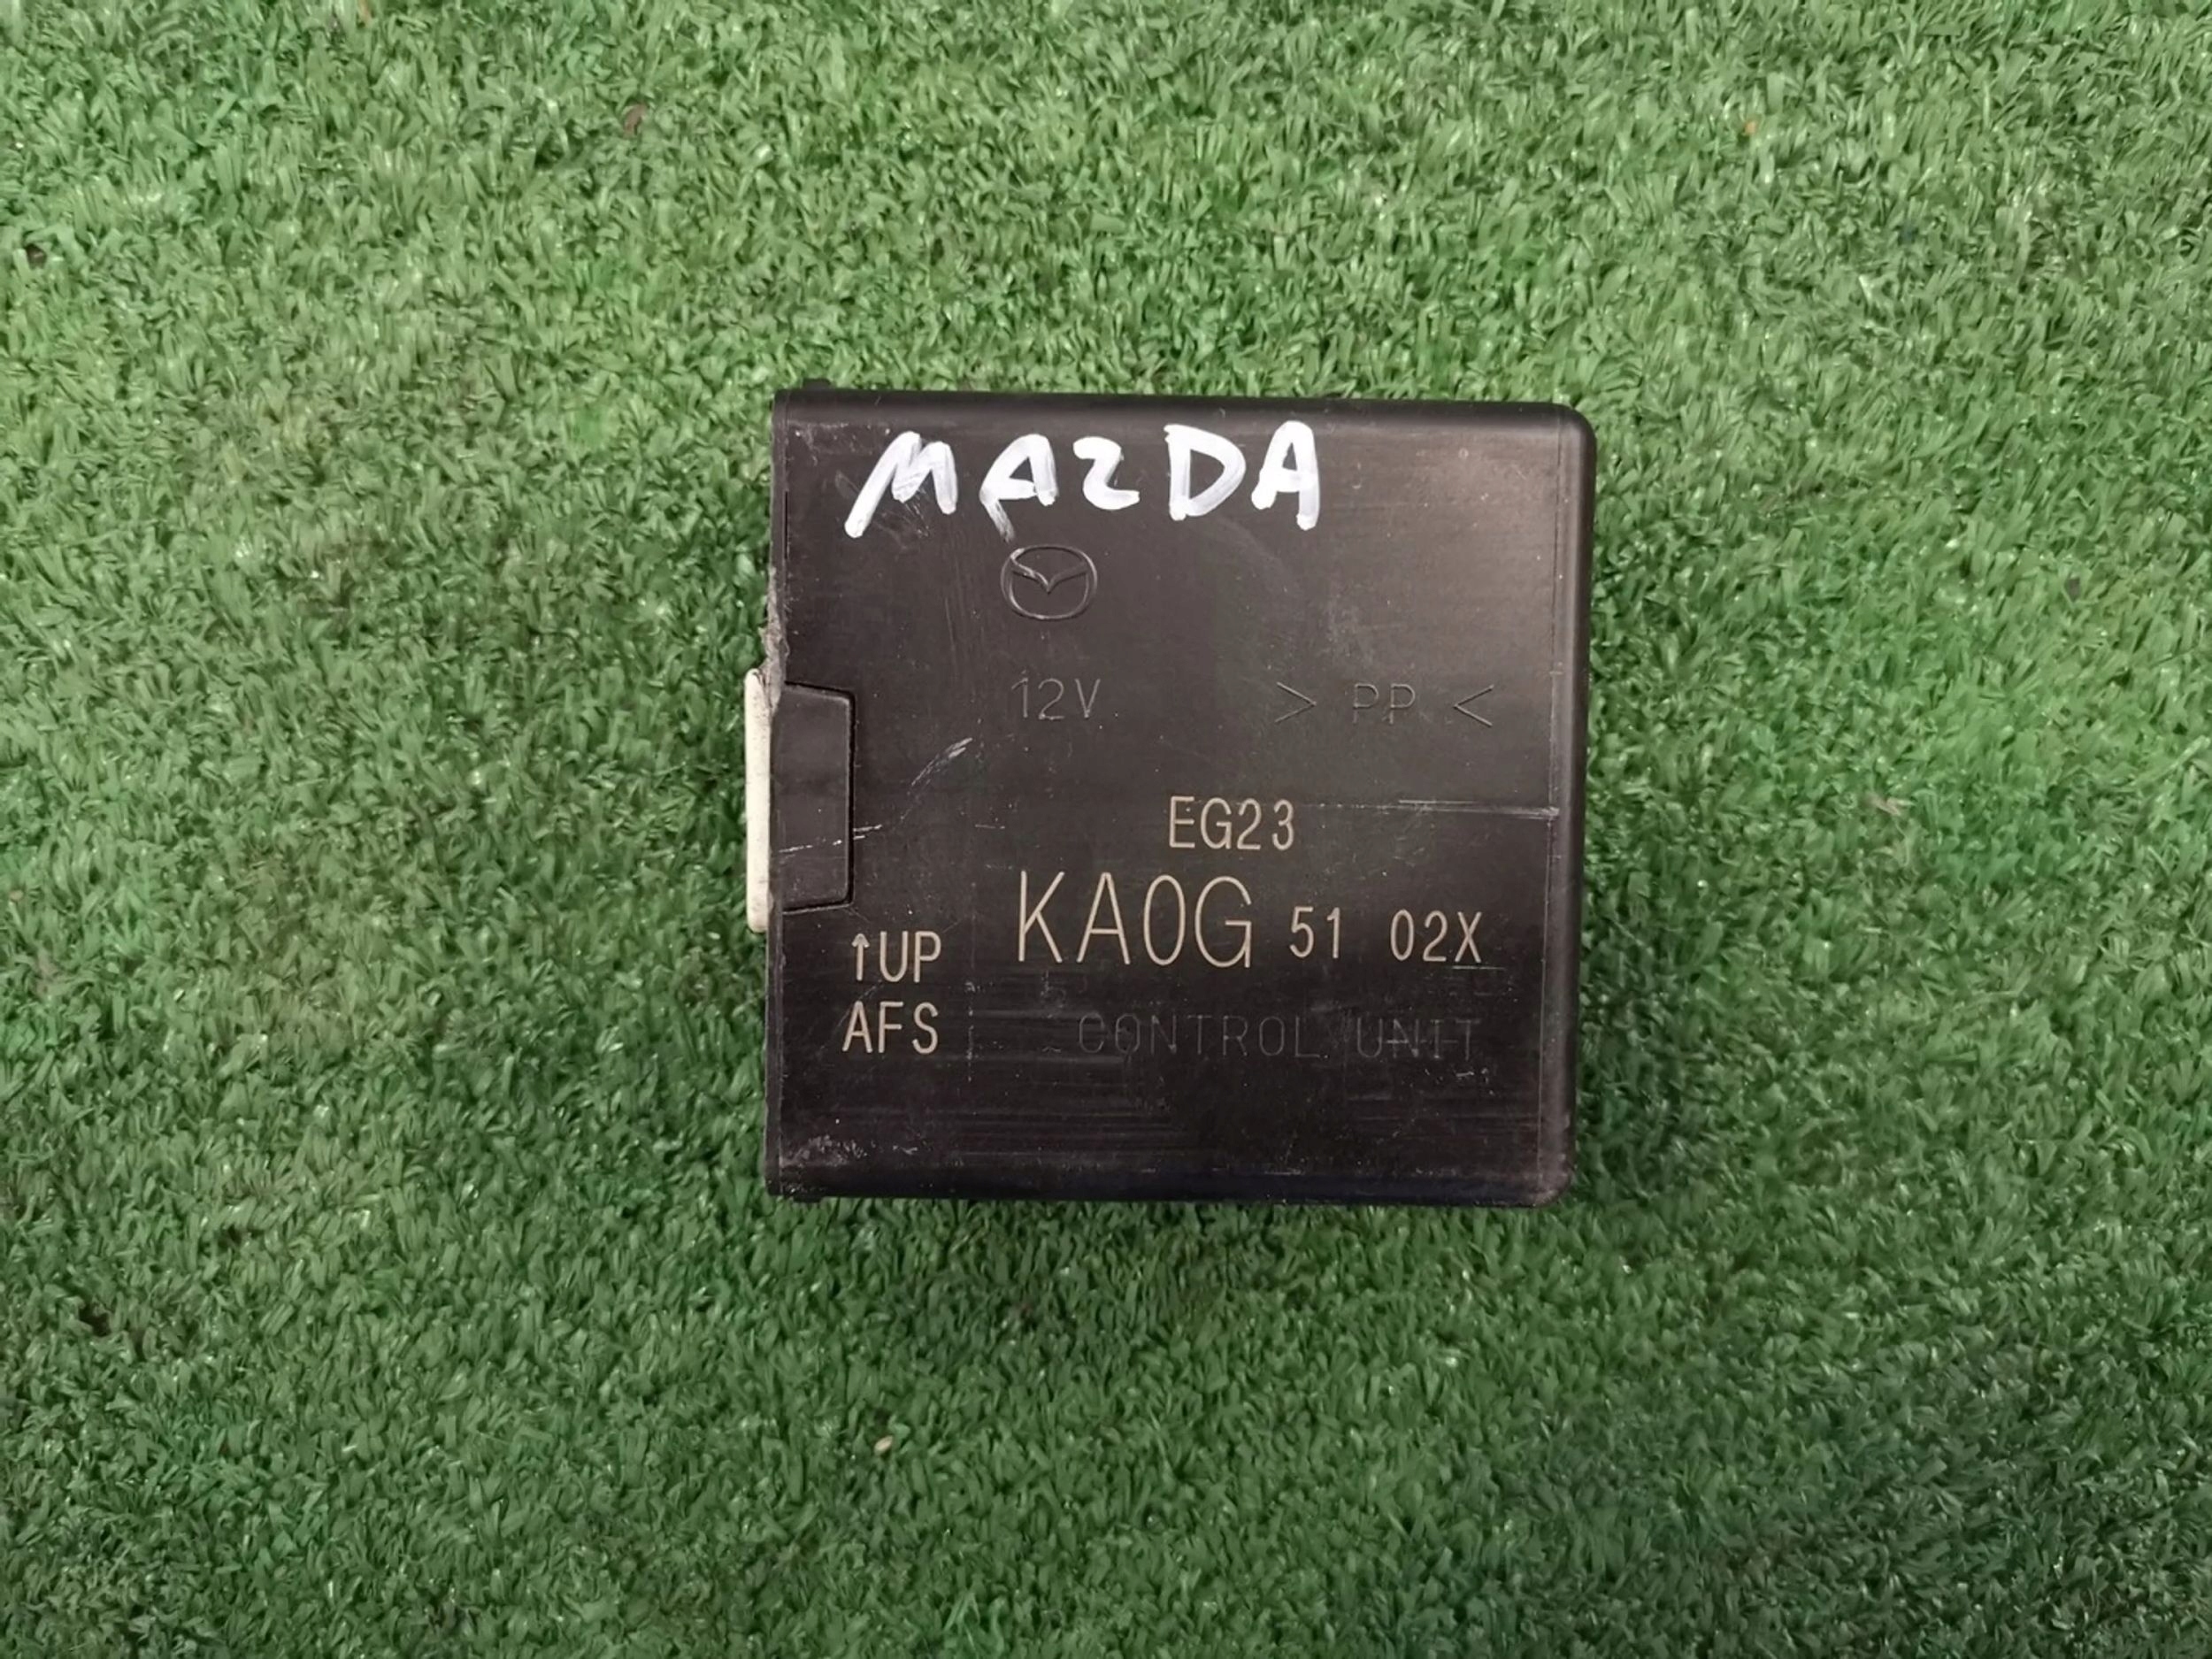 MAZDA
12V > PP <
EG23
KA0G 51 02X
↑UP
AFS
CONTROL UNIT